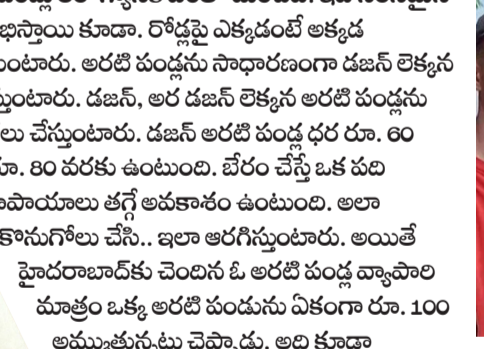 భిస్తాయి కూడా. రోడ్లపై ఎక్కడంటే అక్కడ
ంటారు. అరటి పండ్లను సాధారణంగా డజన్ లెక్కన
్తుంటారు. డజన్, అర డజన్ లెక్కన అరటి పండ్లను
లు చేస్తుంటారు. డజన్ అరటి పండ్ల ధర రూ. 60
రూ. 80 వరకు ఉంటుంది. బేరం చేస్తే ఒక పది
పాయాలు తగ్గే అవకాశం ఉంటుంది. అలా
కొనుగోలు చేసి.. ఇలా ఆరగిస్తుంటారు. అయితే
హైదరాబాద్‌కు చెందిన ఓ అరటి పండ్ల వ్యాపారి
మాత్రం ఒక్క అరటి పండును ఏకంగా రూ. 100
అమ్ముతున్నట్లు చెప్పాడు. అది కూడా